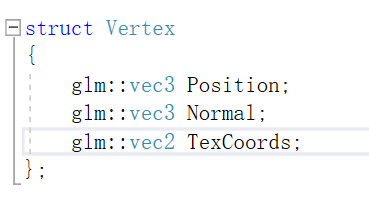 struct Vertex
{
glm::vec3 Position;
glm::vec3 Normal;
glm::vec2 TexCoords;
};